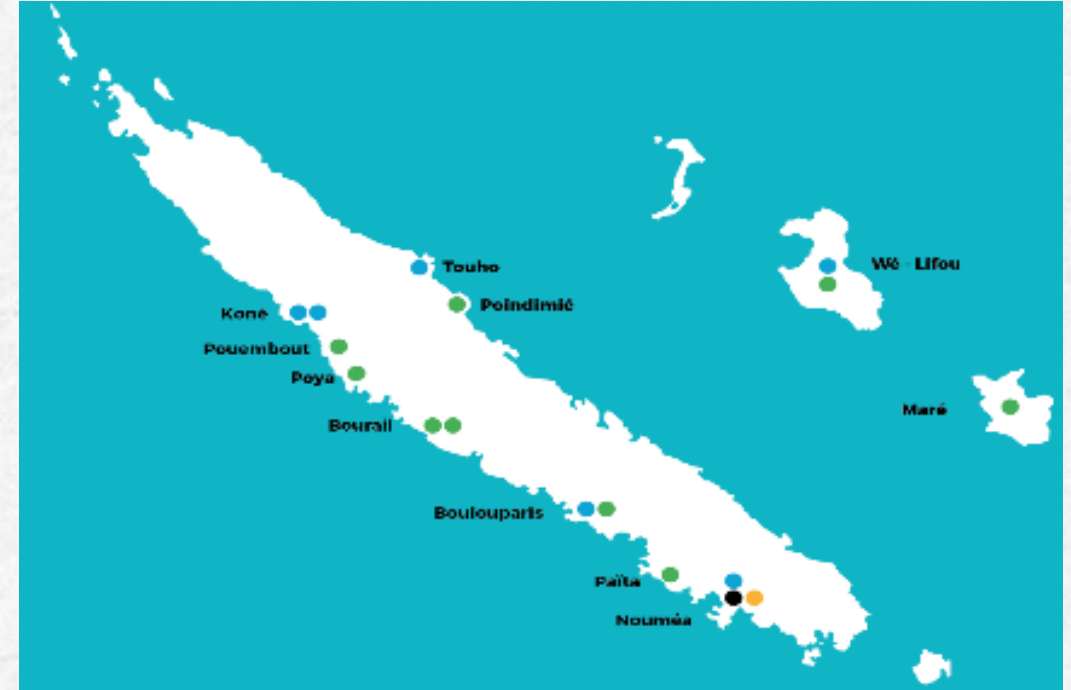 Touho
Wé - Lifou
Poindimié
Koné
Pouembout
Poya
Maré
Bourail
Boulouparis
Païta
Nouméa